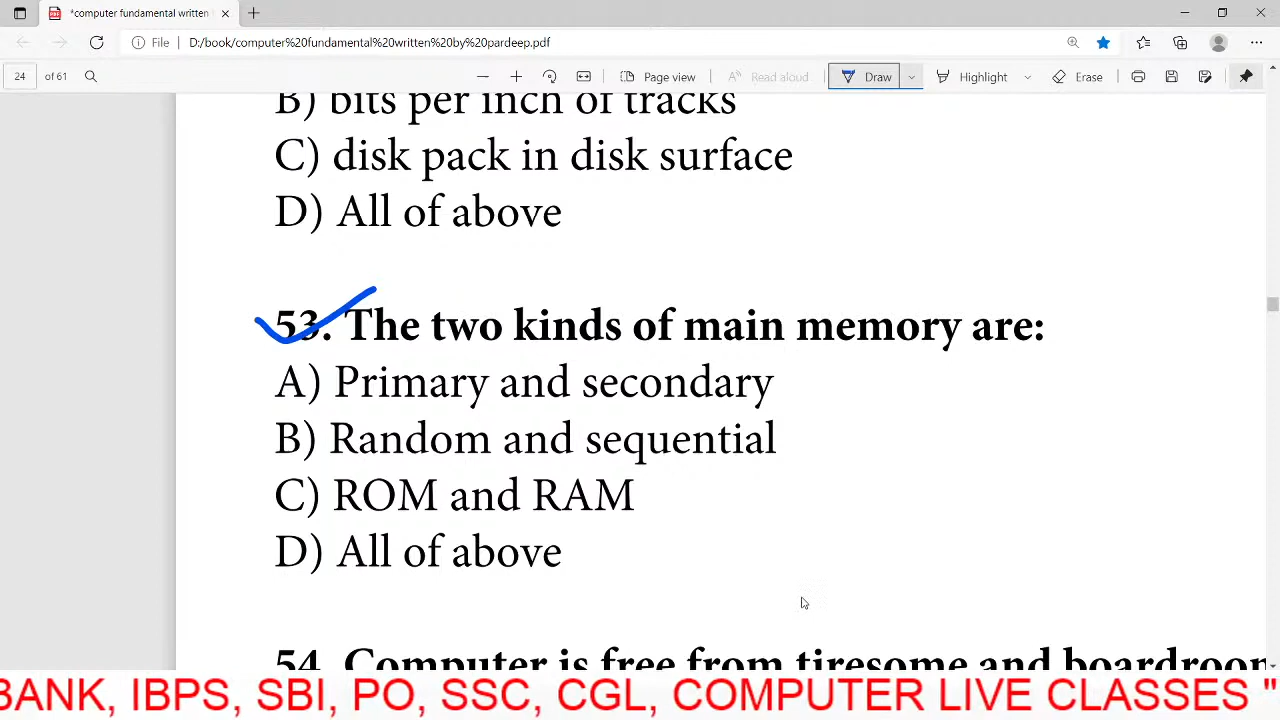 *computer fundamental written
File D:/book/computer%20fundamental%20written%20by%20pardeep.pdf
24 of 61 Page view Read aloud Draw Highlight Erase
B) bits per inch of tracks
C) disk pack in disk surface
D) All of above
53. The two kinds of main memory are:
A) Primary and secondary
B) Random and sequential
C) ROM and RAM
D) All of above
54. Computer is free from tiresome and boardroom
BANK, IBPS, SBI, PO, SSC, CGL, COMPUTER LIVE CLASSES "